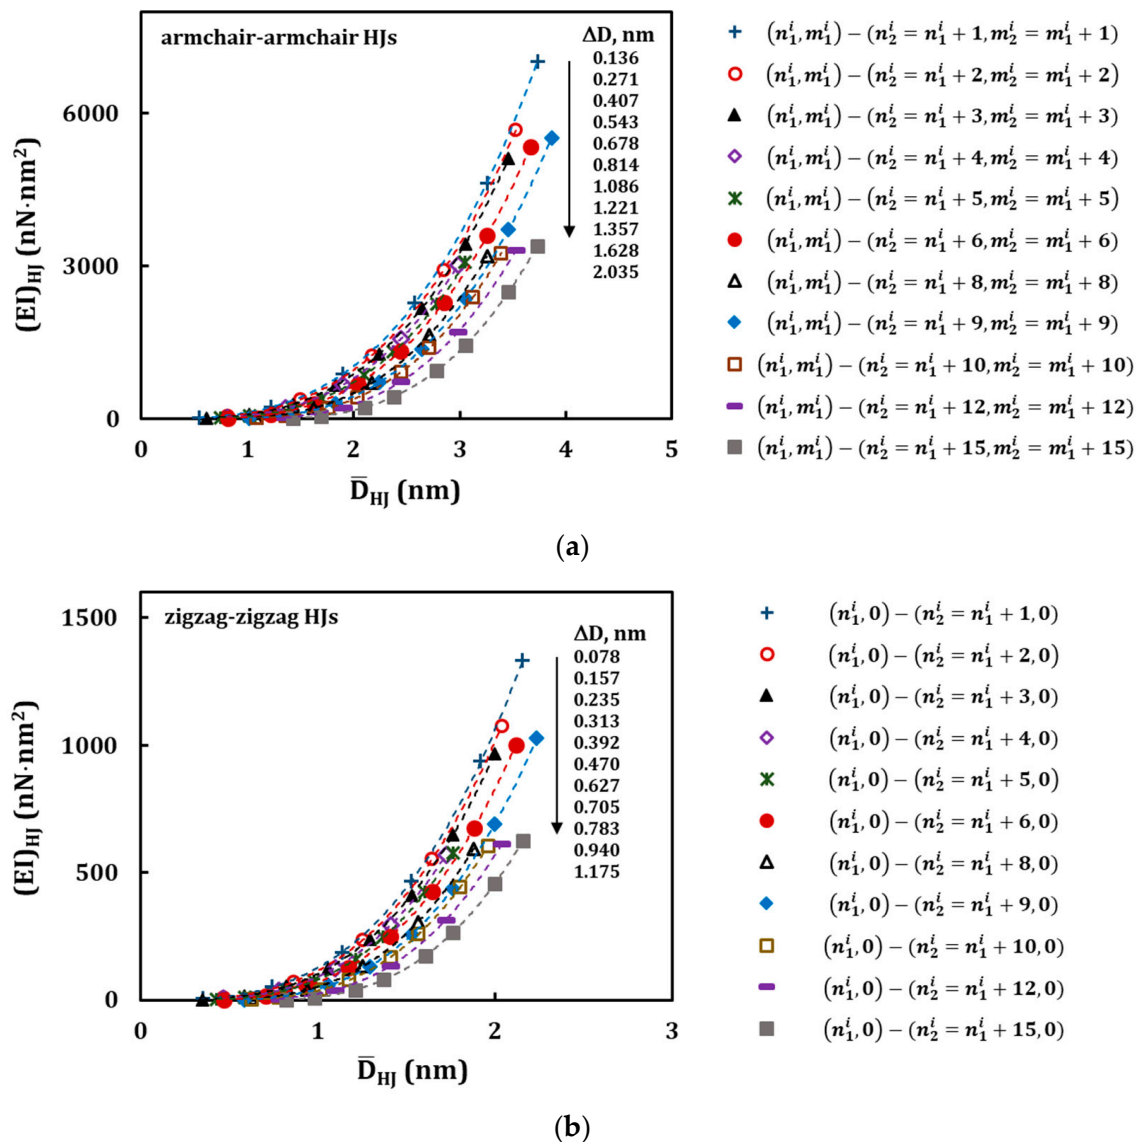 armchair-armchair HJs
ΔD, nm
0.136
0.271
0.407
0.543
0.678
0.814
1.086
1.221
1.357
1.628
2.035
6000
3000
0
0 1 2 3 4 5
(EI)HJ (nN·nm²)
D̅HJ (nm)
(n₁ⁱ, m₁ⁱ) − (n₂ⁱ = n₁ⁱ + 1, m₂ⁱ = m₁ⁱ + 1)
(n₁ⁱ, m₁ⁱ) − (n₂ⁱ = n₁ⁱ + 2, m₂ⁱ = m₁ⁱ + 2)
(n₁ⁱ, m₁ⁱ) − (n₂ⁱ = n₁ⁱ + 3, m₂ⁱ = m₁ⁱ + 3)
(n₁ⁱ, m₁ⁱ) − (n₂ⁱ = n₁ⁱ + 4, m₂ⁱ = m₁ⁱ + 4)
(n₁ⁱ, m₁ⁱ) − (n₂ⁱ = n₁ⁱ + 5, m₂ⁱ = m₁ⁱ + 5)
(n₁ⁱ, m₁ⁱ) − (n₂ⁱ = n₁ⁱ + 6, m₂ⁱ = m₁ⁱ + 6)
(n₁ⁱ, m₁ⁱ) − (n₂ⁱ = n₁ⁱ + 8, m₂ⁱ = m₁ⁱ + 8)
(n₁ⁱ, m₁ⁱ) − (n₂ⁱ = n₁ⁱ + 9, m₂ⁱ = m₁ⁱ + 9)
(n₁ⁱ, m₁ⁱ) − (n₂ⁱ = n₁ⁱ + 10, m₂ⁱ = m₁ⁱ + 10)
(n₁ⁱ, m₁ⁱ) − (n₂ⁱ = n₁ⁱ + 12, m₂ⁱ = m₁ⁱ + 12)
(n₁ⁱ, m₁ⁱ) − (n₂ⁱ = n₁ⁱ + 15, m₂ⁱ = m₁ⁱ + 15)
(a)
zigzag-zigzag HJs
ΔD, nm
0.078
0.157
0.235
0.313
0.392
0.470
0.627
0.705
0.783
0.940
1.175
1500
1000
500
0
0 1 2 3
(EI)HJ (nN·nm²)
D̅HJ (nm)
(n₁ⁱ, 0) − (n₂ⁱ = n₁ⁱ + 1, 0)
(n₁ⁱ, 0) − (n₂ⁱ = n₁ⁱ + 2, 0)
(n₁ⁱ, 0) − (n₂ⁱ = n₁ⁱ + 3, 0)
(n₁ⁱ, 0) − (n₂ⁱ = n₁ⁱ + 4, 0)
(n₁ⁱ, 0) − (n₂ⁱ = n₁ⁱ + 5, 0)
(n₁ⁱ, 0) − (n₂ⁱ = n₁ⁱ + 6, 0)
(n₁ⁱ, 0) − (n₂ⁱ = n₁ⁱ + 8, 0)
(n₁ⁱ, 0) − (n₂ⁱ = n₁ⁱ + 9, 0)
(n₁ⁱ, 0) − (n₂ⁱ = n₁ⁱ + 10, 0)
(n₁ⁱ, 0) − (n₂ⁱ = n₁ⁱ + 12, 0)
(n₁ⁱ, 0) − (n₂ⁱ = n₁ⁱ + 15, 0)
(b)